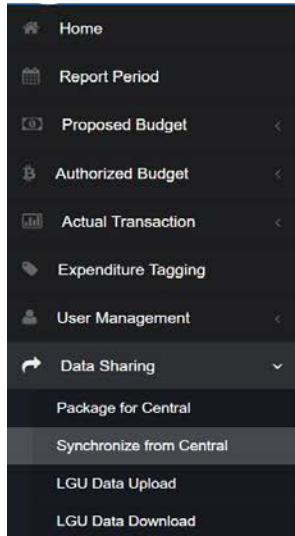 Home
Report Period
Proposed Budget
Authorized Budget
Actual Transaction
Expenditure Tagging
User Management
Data Sharing
Package for Central
Synchronize from Central
LGU Data Upload
LGU Data Download